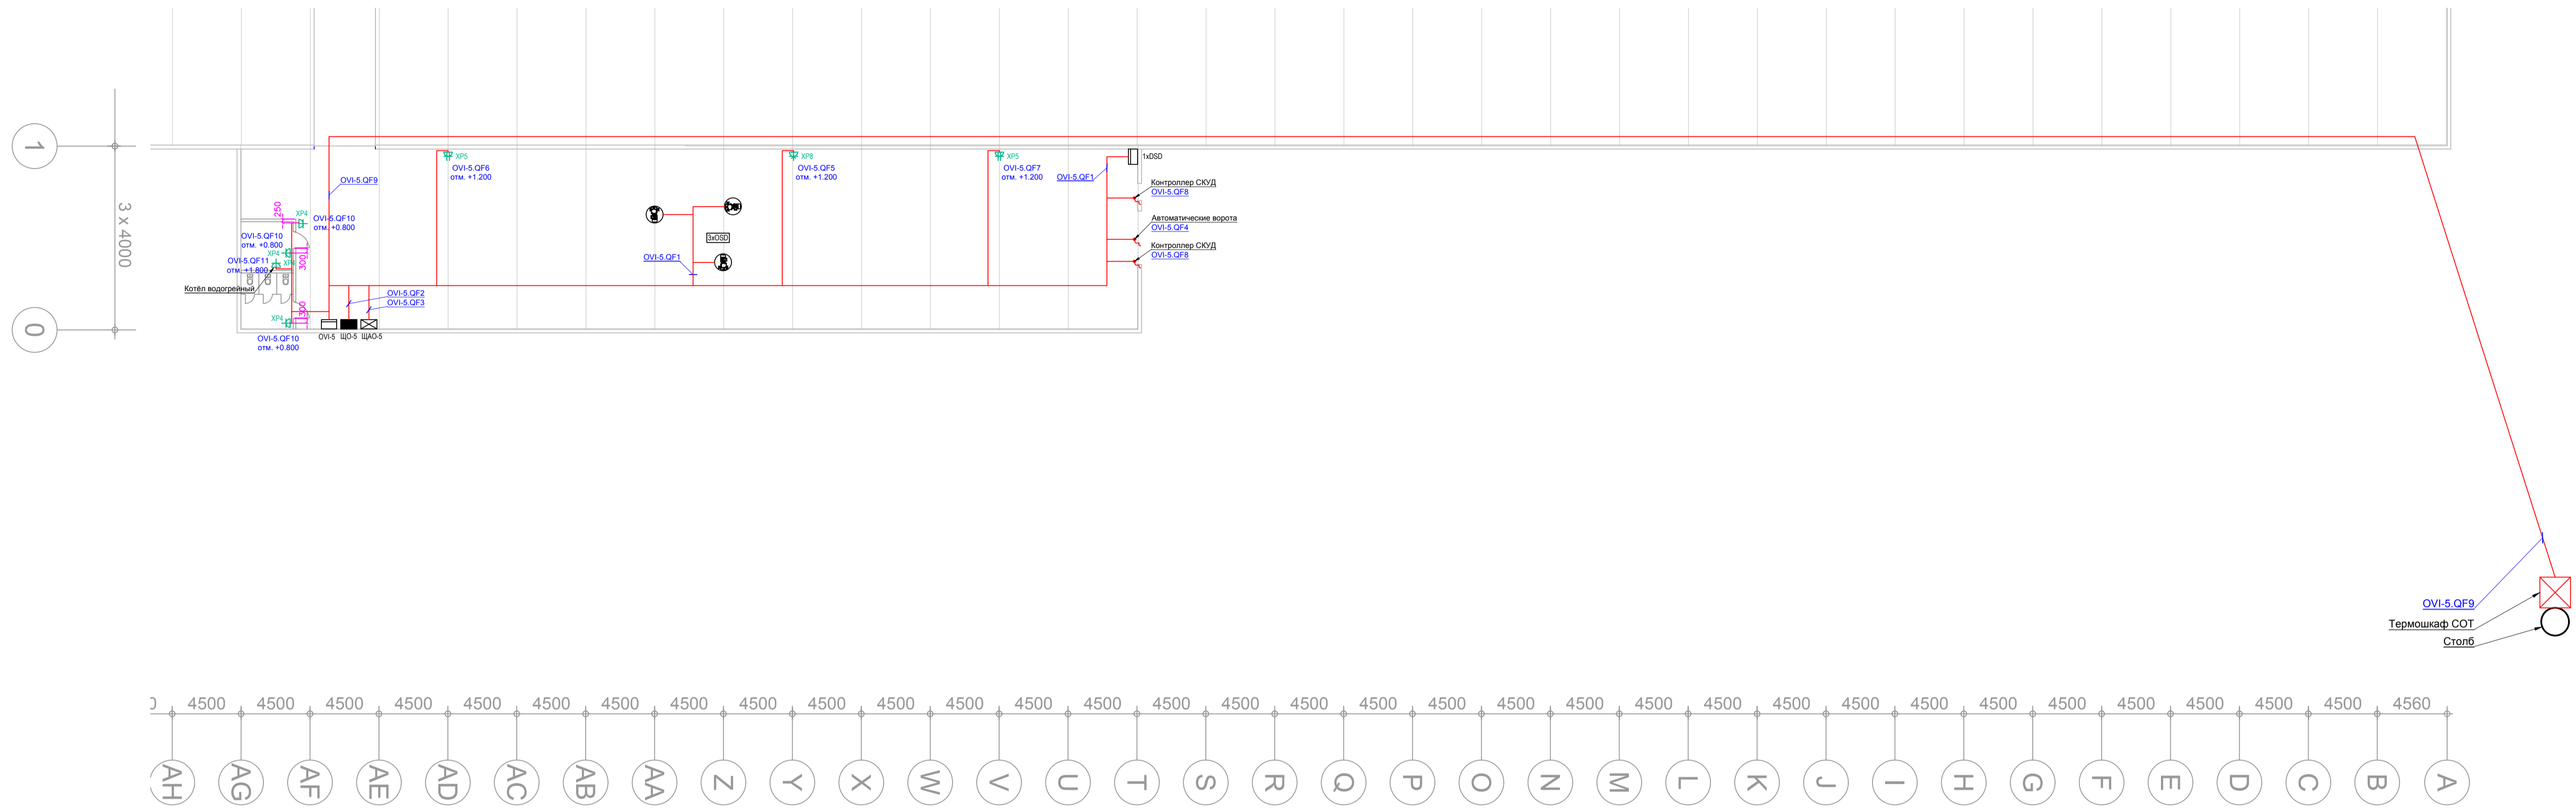 1
0
3 x 4000
XP5
OVI-5.QF6
отм. +1.200
XP8
OVI-5.QF5
отм. +1.200
XP5
OVI-5.QF7
отм. +1.200
1xDSD
OVI-5.QF1
OVI-5.QF9
Контроллер СКУД
OVI-5.QF8
Автоматические ворота
OVI-5.QF4
Контроллер СКУД
OVI-5.QF8
250
XP4
OVI-5.QF10
отм. +0.800
OVI-5.QF10
отм. +0.800
XP4
300
OVI-5.QF11
отм. +1.800
Котёл водогрейный
3xOSD
OVI-5.QF1
OVI-5.QF2
OVI-5.QF3
300
XP4
OVI-5.QF10
отм. +0.800
OVI-5
ЩО-5
ЩАО-5
OVI-5.QF9
Термошкаф СОТ
Столб
4500 4500 4500 4500 4500 4500 4500 4500 4500 4500 4500 4500 4500 4500 4500 4500 4500 4500 4500 4500 4500 4500 4500 4500 4500 4500 4500 4500 4500 4500 4500 4500 4560
AH AG AF AE AD AC AB AA Z Y X W V U T S R Q P O N M L K J I H G F E D C B A